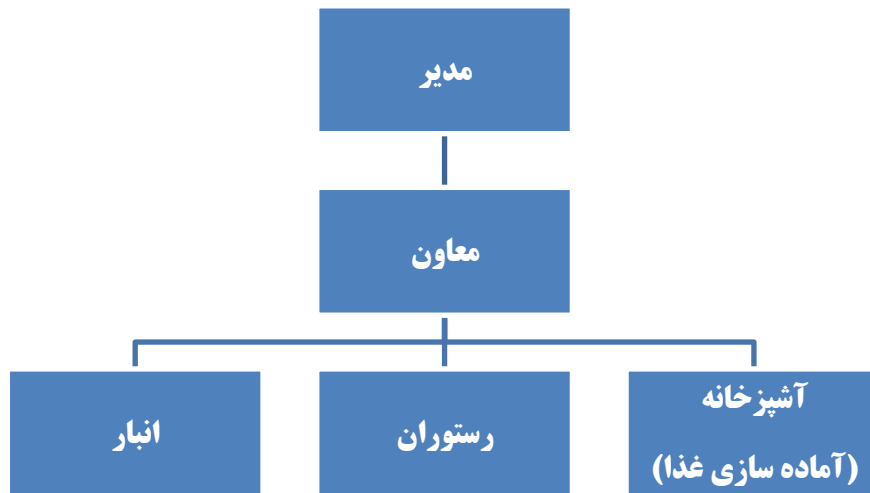 مدیر
معاون
آشپزخانه
(آماده سازی غذا)
رستوران
انبار